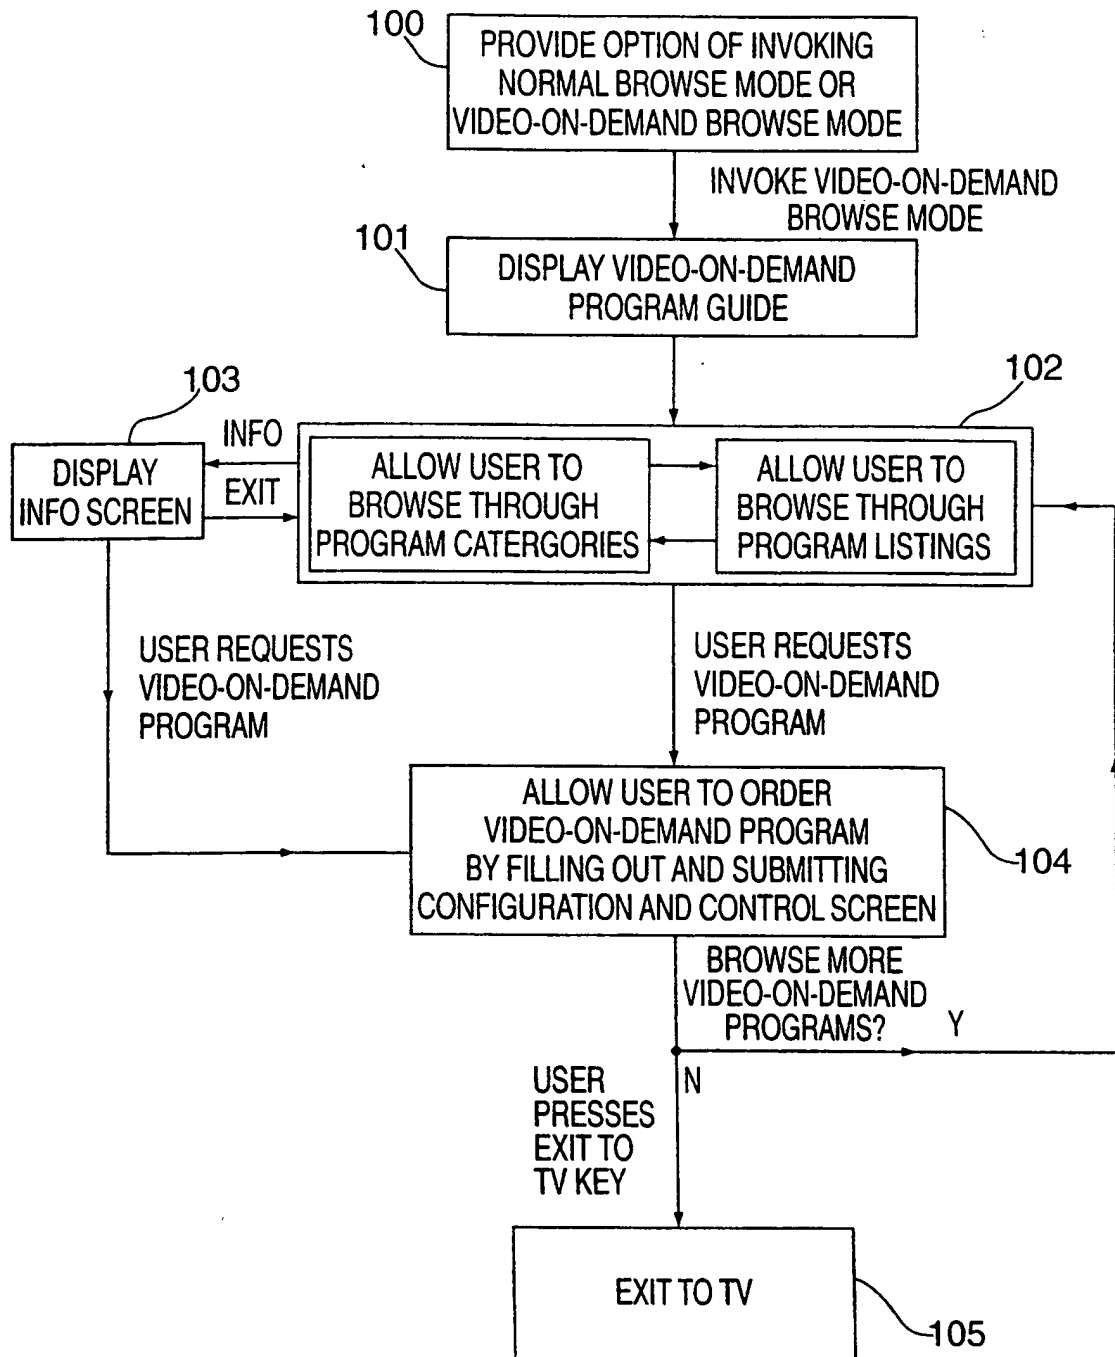 100
PROVIDE OPTION OF INVOKING
NORMAL BROWSE MODE OR
VIDEO-ON-DEMAND BROWSE MODE
INVOKE VIDEO-ON-DEMAND
BROWSE MODE
101
DISPLAY VIDEO-ON-DEMAND
PROGRAM GUIDE
103
102
DISPLAY
INFO SCREEN
INFO
EXIT
ALLOW USER TO
BROWSE THROUGH
PROGRAM CATERGORIES
ALLOW USER TO
BROWSE THROUGH
PROGRAM LISTINGS
USER REQUESTS
VIDEO-ON-DEMAND
PROGRAM
USER REQUESTS
VIDEO-ON-DEMAND
PROGRAM
ALLOW USER TO ORDER
VIDEO-ON-DEMAND PROGRAM
BY FILLING OUT AND SUBMITTING
CONFIGURATION AND CONTROL SCREEN
104
BROWSE MORE
VIDEO-ON-DEMAND
PROGRAMS?
Y
N
USER
PRESSES
EXIT TO
TV KEY
EXIT TO TV
105